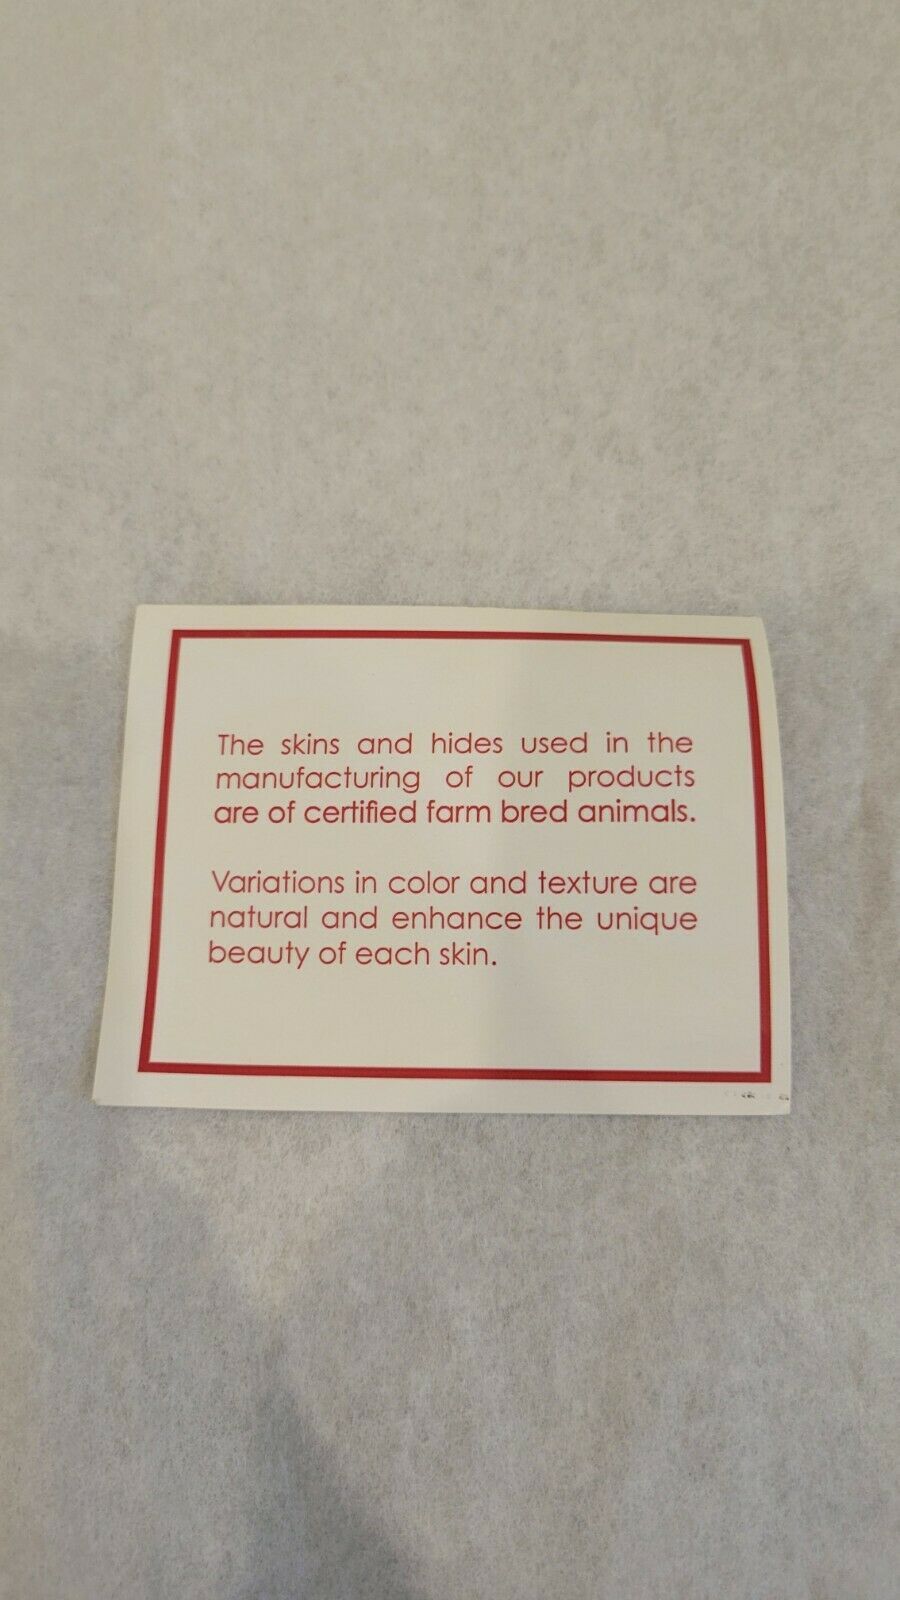 The skins and hides used in the
manufacturing of our products
are of certified farm bred animals.
Variations in color and texture are
natural and enhance the unique
beauty of each skin.